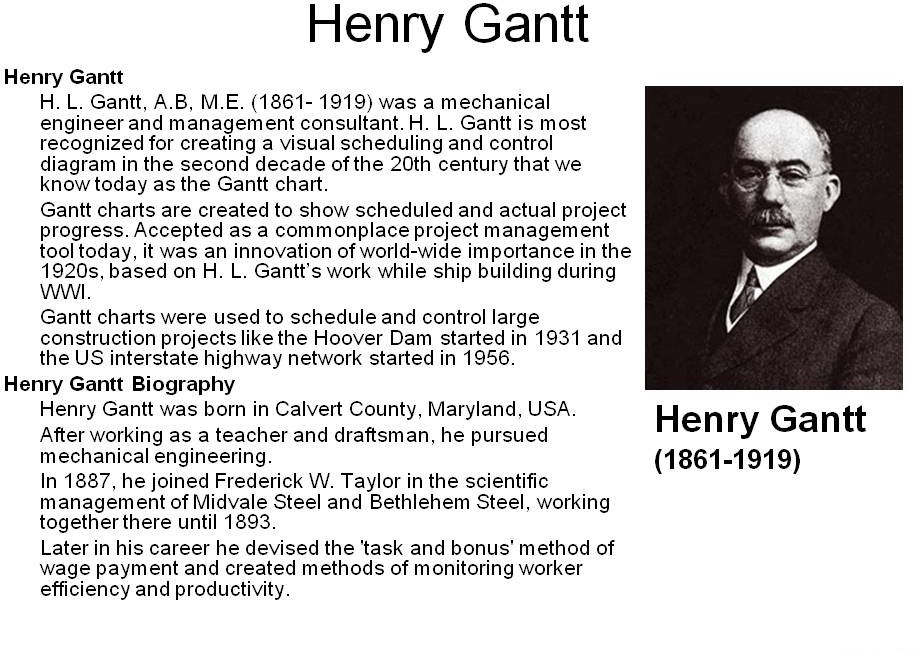 Henry Gantt
Henry Gantt
H. L. Gantt, A.B, M.E. (1861- 1919) was a mechanical
engineer and management consultant. H. L. Gantt is most
recognized for creating a visual scheduling and control
diagram in the second decade of the 20th century that we
know today as the Gantt chart.
Gantt charts are created to show scheduled and actual project
progress. Accepted as a commonplace project management
tool today, it was an innovation of world-wide importance in the
1920s, based on H. L. Gantt's work while ship building during
WWI.
Gantt charts were used to schedule and control large
construction projects like the Hoover Dam started in 1931 and
the US interstate highway network started in 1956.
Henry Gantt Biography
Henry Gantt was born in Calvert County, Maryland, USA.
After working as a teacher and draftsman, he pursued
mechanical engineering.
In 1887, he joined Frederick W. Taylor in the scientific
management of Midvale Steel and Bethlehem Steel, working
together there until 1893.
Later in his career he devised the 'task and bonus' method of
wage payment and created methods of monitoring worker
efficiency and productivity.
Henry Gantt
(1861-1919)